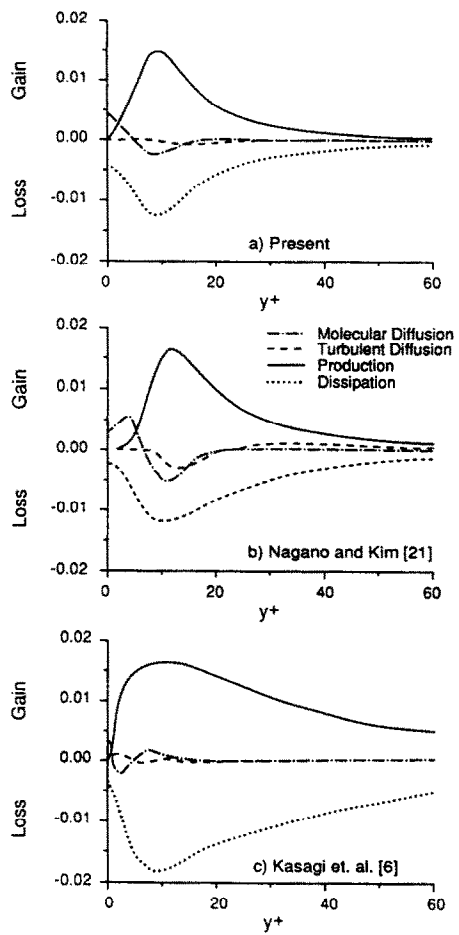 0.02
Gain
0.01
0.00
Loss
-0.01
-0.02
a) Present
0 20 40 60
y+
0.02
Molecular Diffusion
Turbulent Diffusion
Production
Dissipation
Gain
0.01
0.00
Loss
-0.01
-0.02
b) Nagano and Kim [21]
0 20 40 60
y+
0.02
Gain
0.01
0.00
Loss
-0.01
-0.02
c) Kasagi et. al. [6]
0 20 40 60
y+